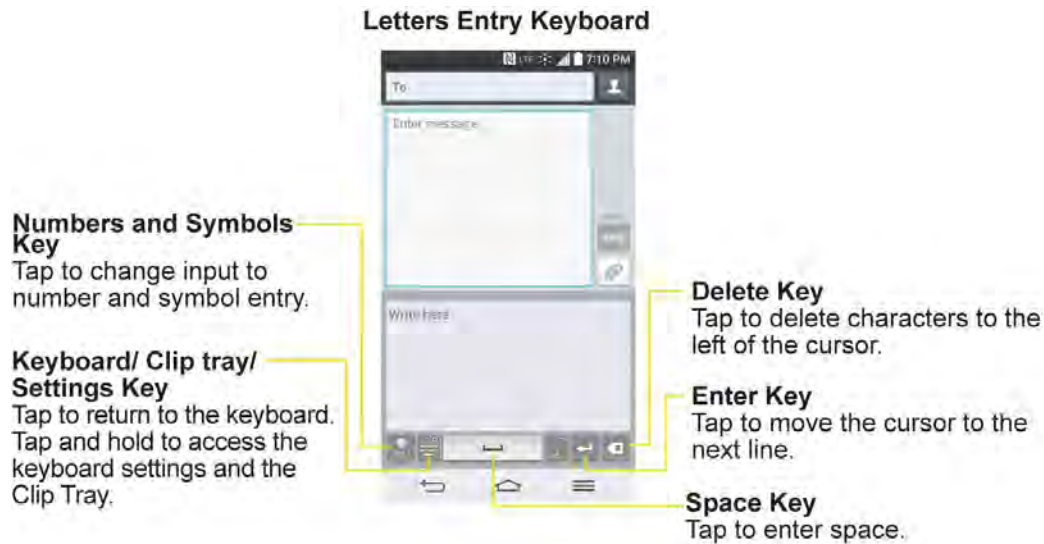 Letters Entry Keyboard
LTE 7:10 PM
To
Enter message
Numbers and Symbols
Key
Tap to change input to
number and symbol entry.
Write here
Keyboard/ Clip tray/
Settings Key
Tap to return to the keyboard.
Tap and hold to access the
keyboard settings and the
Clip Tray.
Delete Key
Tap to delete characters to the
left of the cursor.
Enter Key
Tap to move the cursor to the
next line.
Space Key
Tap to enter space.